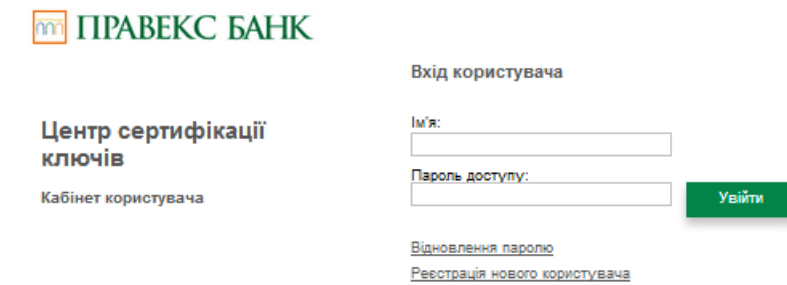 ПРАВЕКС БАНК
Вхід користувача
Центр сертифікації
ключів
Кабінет користувача
Ім'я:
Пароль доступу:
Увійти
Відновлення паролю
Реєстрація нового користувача